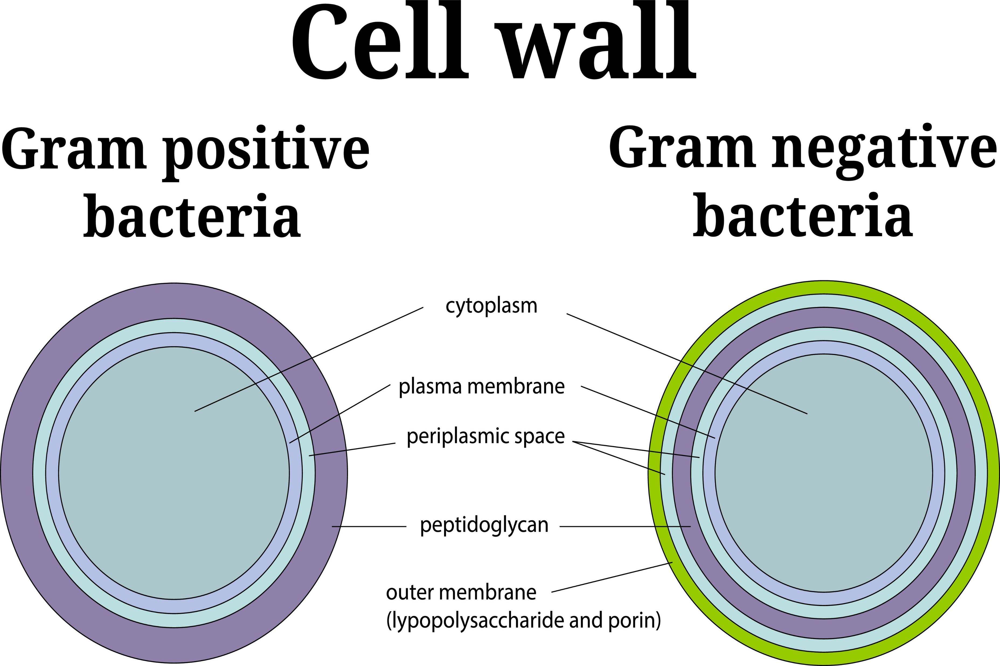 Cell wall
Gram positive
bacteria
Gram negative
bacteria
cytoplasm
plasma membrane
periplasmic space
peptidoglycan
outer membrane
(lypopolysaccharide and porin)